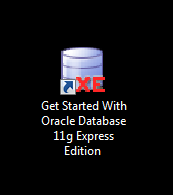 XE
Get Started With
Oracle Database
11g Express
Edition